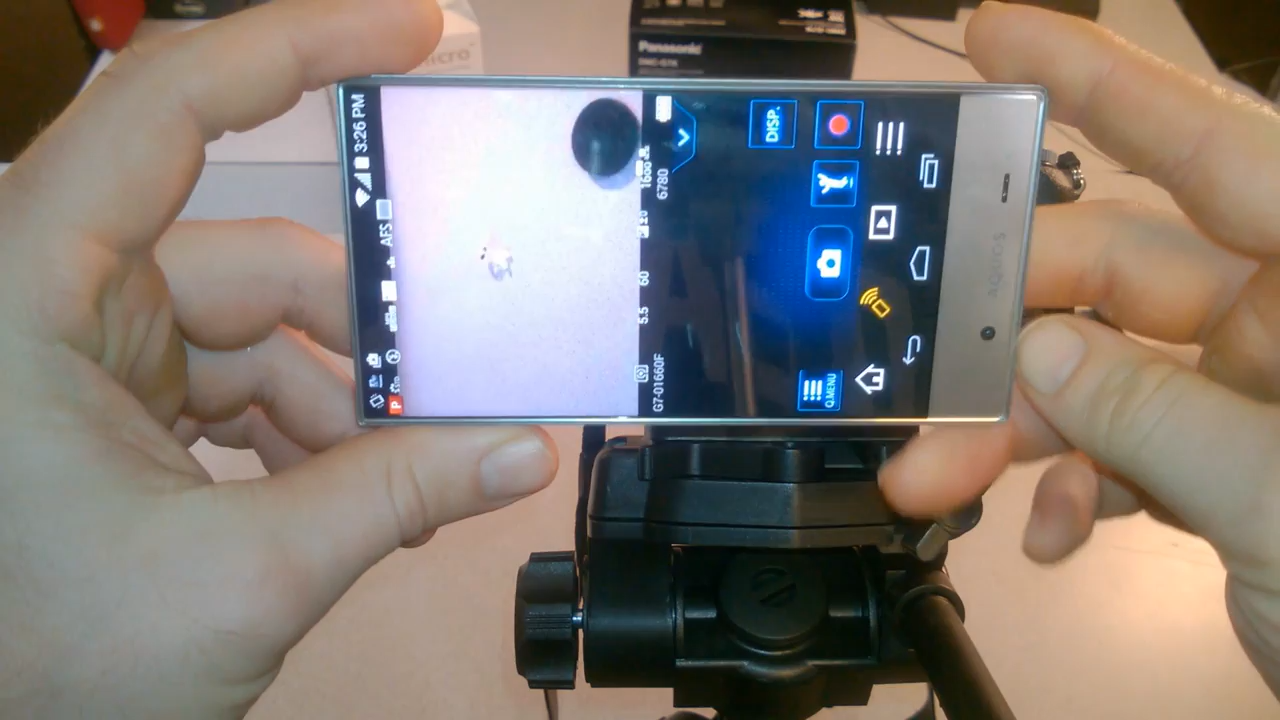 Panasonic
3:26 PM
AFS
P
5.5
60
1600
6780
G7-01660F
DISP.
Q.MENU
AQUOS